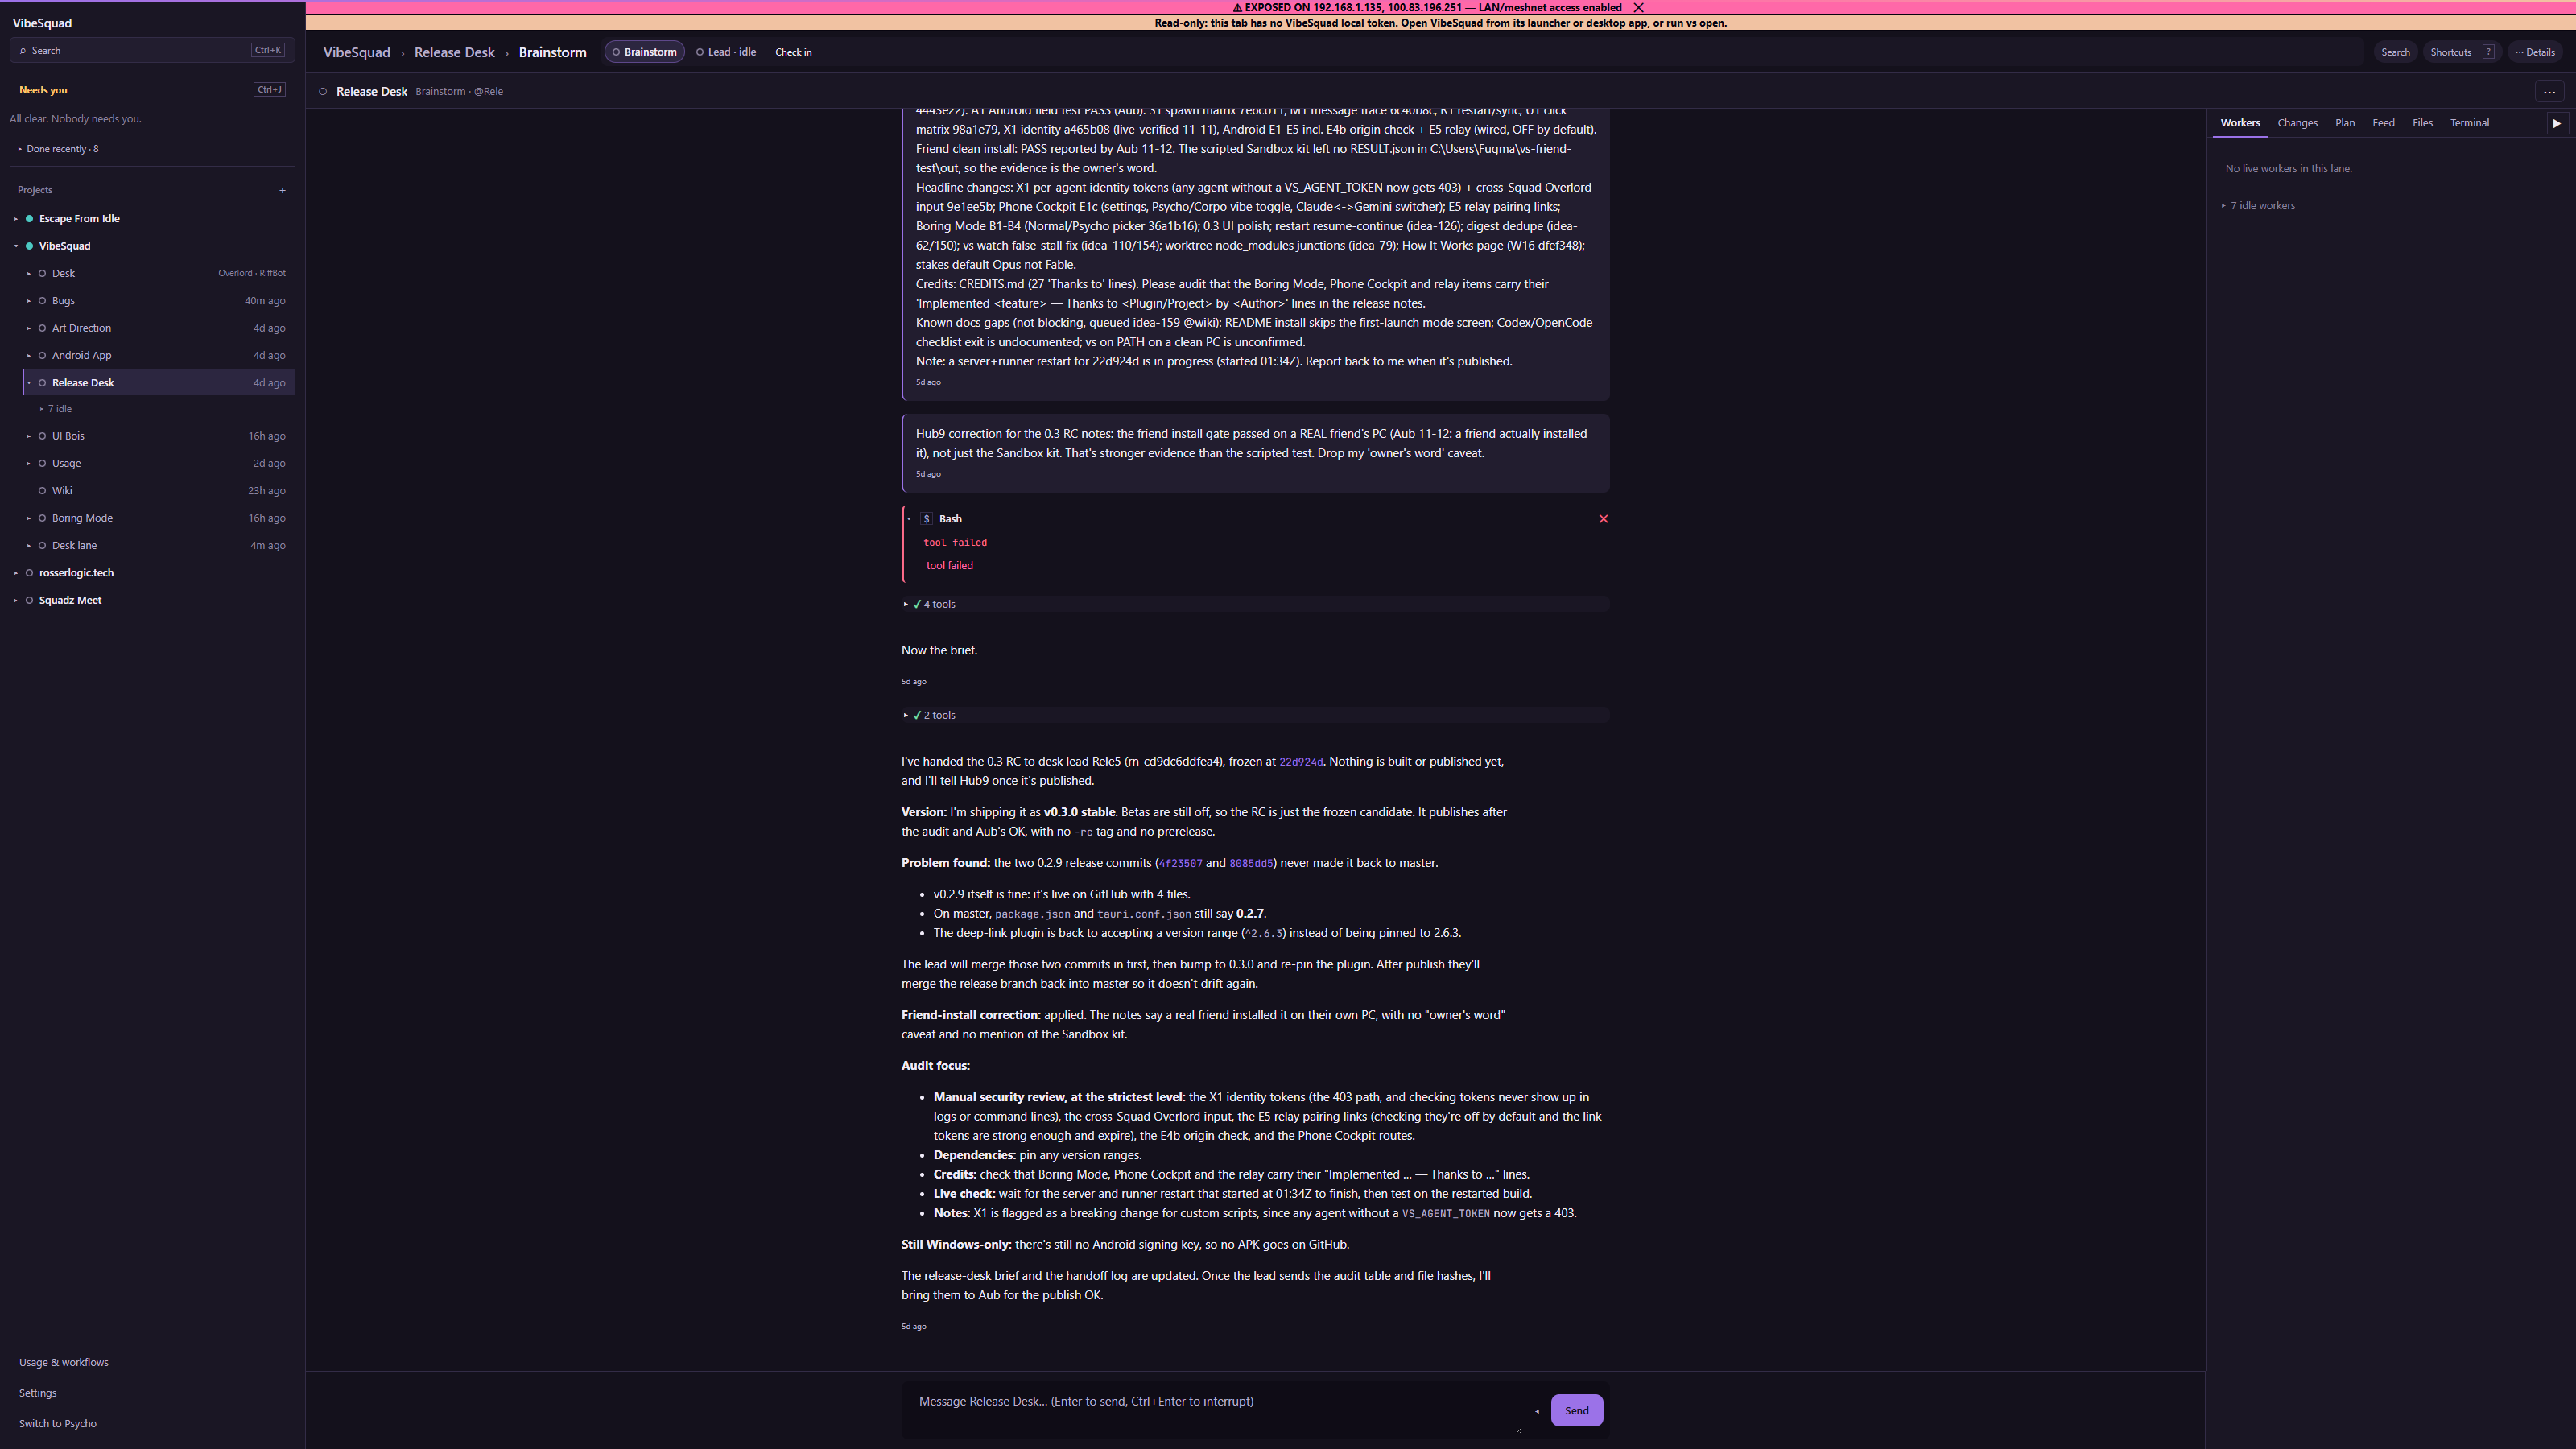 VibeSquad
Search
Ctrl+K
Needs you
Ctrl+J
All clear. Nobody needs you.
Done recently · 8
Projects
+
Escape From Idle
VibeSquad
Desk
Overlord · RiffBot
Bugs
40m ago
Art Direction
4d ago
Android App
4d ago
Release Desk
4d ago
7 idle
UI Bois
16h ago
Usage
2d ago
Wiki
23h ago
Boring Mode
16h ago
Desk lane
4m ago
rosserlogic.tech
Squadz Meet
Usage & workflows
Settings
Switch to Psycho
⚠ EXPOSED ON 192.168.1.135, 100.83.196.251 — LAN/meshnet access enabled
Read-only: this tab has no VibeSquad local token. Open VibeSquad from its launcher or desktop app, or run vs open.
VibeSquad › Release Desk › Brainstorm
Brainstorm
Lead · idle
Check in
Search
Shortcuts ?
··· Details
Release Desk Brainstorm · @Rele
...
4443e22). A1 Android field test PASS (Aub). S1 spawn matrix 7e6cb11, M1 message trace 6c40b8c, R1 restart/sync, U1 click
matrix 98a1e79, X1 identity a465b08 (live-verified 11-11), Android E1-E5 incl. E4b origin check + E5 relay (wired, OFF by default).
Friend clean install: PASS reported by Aub 11-12. The scripted Sandbox kit left no RESULT.json in C:\Users\Fugma\vs-friend-
test\out, so the evidence is the owner's word.
Headline changes: X1 per-agent identity tokens (any agent without a VS_AGENT_TOKEN now gets 403) + cross-Squad Overlord
input 9e1ee5b; Phone Cockpit E1c (settings, Psycho/Corpo vibe toggle, Claude<->Gemini switcher); E5 relay pairing links;
Boring Mode B1-B4 (Normal/Psycho picker 36a1b16); 0.3 UI polish; restart resume-continue (idea-126); digest dedupe (idea-
62/150); vs watch false-stall fix (idea-110/154); worktree node_modules junctions (idea-79); How It Works page (W16 dfef348);
stakes default Opus not Fable.
Credits: CREDITS.md (27 'Thanks to' lines). Please audit that the Boring Mode, Phone Cockpit and relay items carry their
'Implemented <feature> — Thanks to <Plugin/Project> by <Author>' lines in the release notes.
Known docs gaps (not blocking, queued idea-159 @wiki): README install skips the first-launch mode screen; Codex/OpenCode
checklist exit is undocumented; vs on PATH on a clean PC is unconfirmed.
Note: a server+runner restart for 22d924d is in progress (started 01:34Z). Report back to me when it's published.
5d ago
Hub9 correction for the 0.3 RC notes: the friend install gate passed on a REAL friend's PC (Aub 11-12: a friend actually installed
it), not just the Sandbox kit. That's stronger evidence than the scripted test. Drop my 'owner's word' caveat.
5d ago
$ Bash
tool failed
tool failed
✓ 4 tools
Now the brief.
5d ago
✓ 2 tools
I've handed the 0.3 RC to desk lead Rele5 (rn-cd9dc6ddfea4), frozen at 22d924d. Nothing is built or published yet,
and I'll tell Hub9 once it's published.
Version: I'm shipping it as v0.3.0 stable. Betas are still off, so the RC is just the frozen candidate. It publishes after
the audit and Aub's OK, with no -rc tag and no prerelease.
Problem found: the two 0.2.9 release commits (4f23507 and 8085dd5) never made it back to master.
• v0.2.9 itself is fine: it's live on GitHub with 4 files.
• On master, package.json and tauri.conf.json still say 0.2.7.
• The deep-link plugin is back to accepting a version range (^2.6.3) instead of being pinned to 2.6.3.
The lead will merge those two commits in first, then bump to 0.3.0 and re-pin the plugin. After publish they'll
merge the release branch back into master so it doesn't drift again.
Friend-install correction: applied. The notes say a real friend installed it on their own PC, with no "owner's word"
caveat and no mention of the Sandbox kit.
Audit focus:
• Manual security review, at the strictest level: the X1 identity tokens (the 403 path, and checking tokens never show up in
logs or command lines), the cross-Squad Overlord input, the E5 relay pairing links (checking they're off by default and the link
tokens are strong enough and expire), the E4b origin check, and the Phone Cockpit routes.
• Dependencies: pin any version ranges.
• Credits: check that Boring Mode, Phone Cockpit and the relay carry their "Implemented ... — Thanks to ..." lines.
• Live check: wait for the server and runner restart that started at 01:34Z to finish, then test on the restarted build.
• Notes: X1 is flagged as a breaking change for custom scripts, since any agent without a VS_AGENT_TOKEN now gets a 403.
Still Windows-only: there's still no Android signing key, so no APK goes on GitHub.
The release-desk brief and the handoff log are updated. Once the lead sends the audit table and file hashes, I'll
bring them to Aub for the publish OK.
5d ago
Message Release Desk... (Enter to send, Ctrl+Enter to interrupt)
Send
Workers
Changes
Plan
Feed
Files
Terminal
No live workers in this lane.
7 idle workers